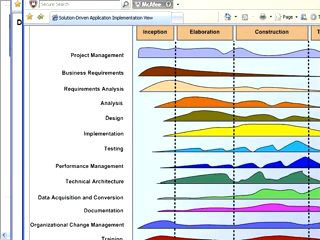 Secure Search
McAfee
Solution-Driven Application Implementation View
Page
D
Inception Elaboration Construction T
Project Management
Business Requirements
Requirements Analysis
Analysis
Design
Implementation
Testing
Performance Management
Technical Architecture
Data Acquisition and Conversion
Documentation
Organizational Change Management
Training